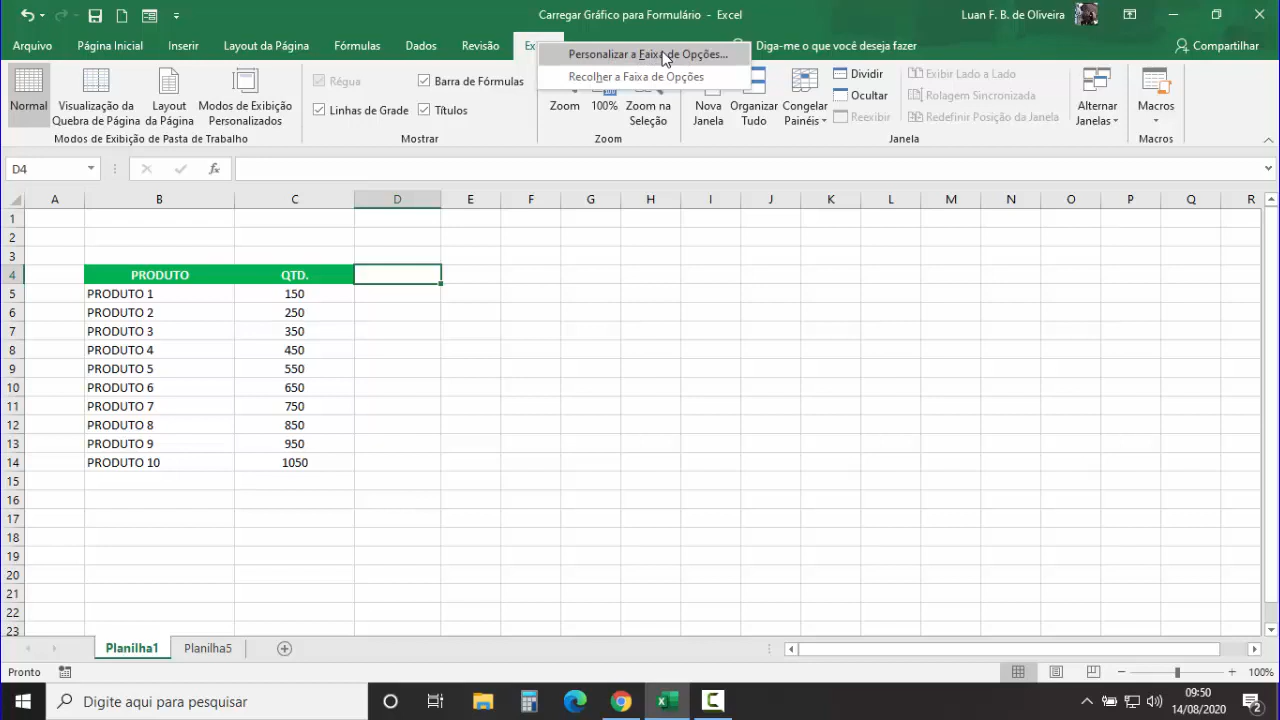 Carregar Gráfico para Formulário - Excel
Luan F. B. de Oliveira
Arquivo Página Inicial Inserir Layout da Página Fórmulas Dados Revisão Diga-me o que você deseja fazer Compartilhar
Personalizar a Faixa de Opções...
Recolher a Faixa de Opções
Normal
Visualização da Quebra de Página
Layout da Página
Modos de Exibição Personalizados
Modos de Exibição de Pasta de Trabalho
Régua
Barra de Fórmulas
Linhas de Grade
Títulos
Mostrar
Zoom
100%
Zoom na Seleção
Zoom
Nova Janela
Organizar Tudo
Congelar Painéis
Dividir
Ocultar
Reexibir
Exibir Lado a Lado
Rolagem Sincronizada
Redefinir Posição da Janela
Janela
Alternar Janelas
Macros
Macros
D4
fx
A B C D E F G H I J K L M N O P Q R
1
2
3
4 PRODUTO QTD.
5 PRODUTO 1 150
6 PRODUTO 2 250
7 PRODUTO 3 350
8 PRODUTO 4 450
9 PRODUTO 5 550
10 PRODUTO 6 650
11 PRODUTO 7 750
12 PRODUTO 8 850
13 PRODUTO 9 950
14 PRODUTO 10 1050
15
16
17
18
19
20
21
22
23
Planilha1 Planilha5
Pronto
100%
Digite aqui para pesquisar
09:50
14/08/2020
2